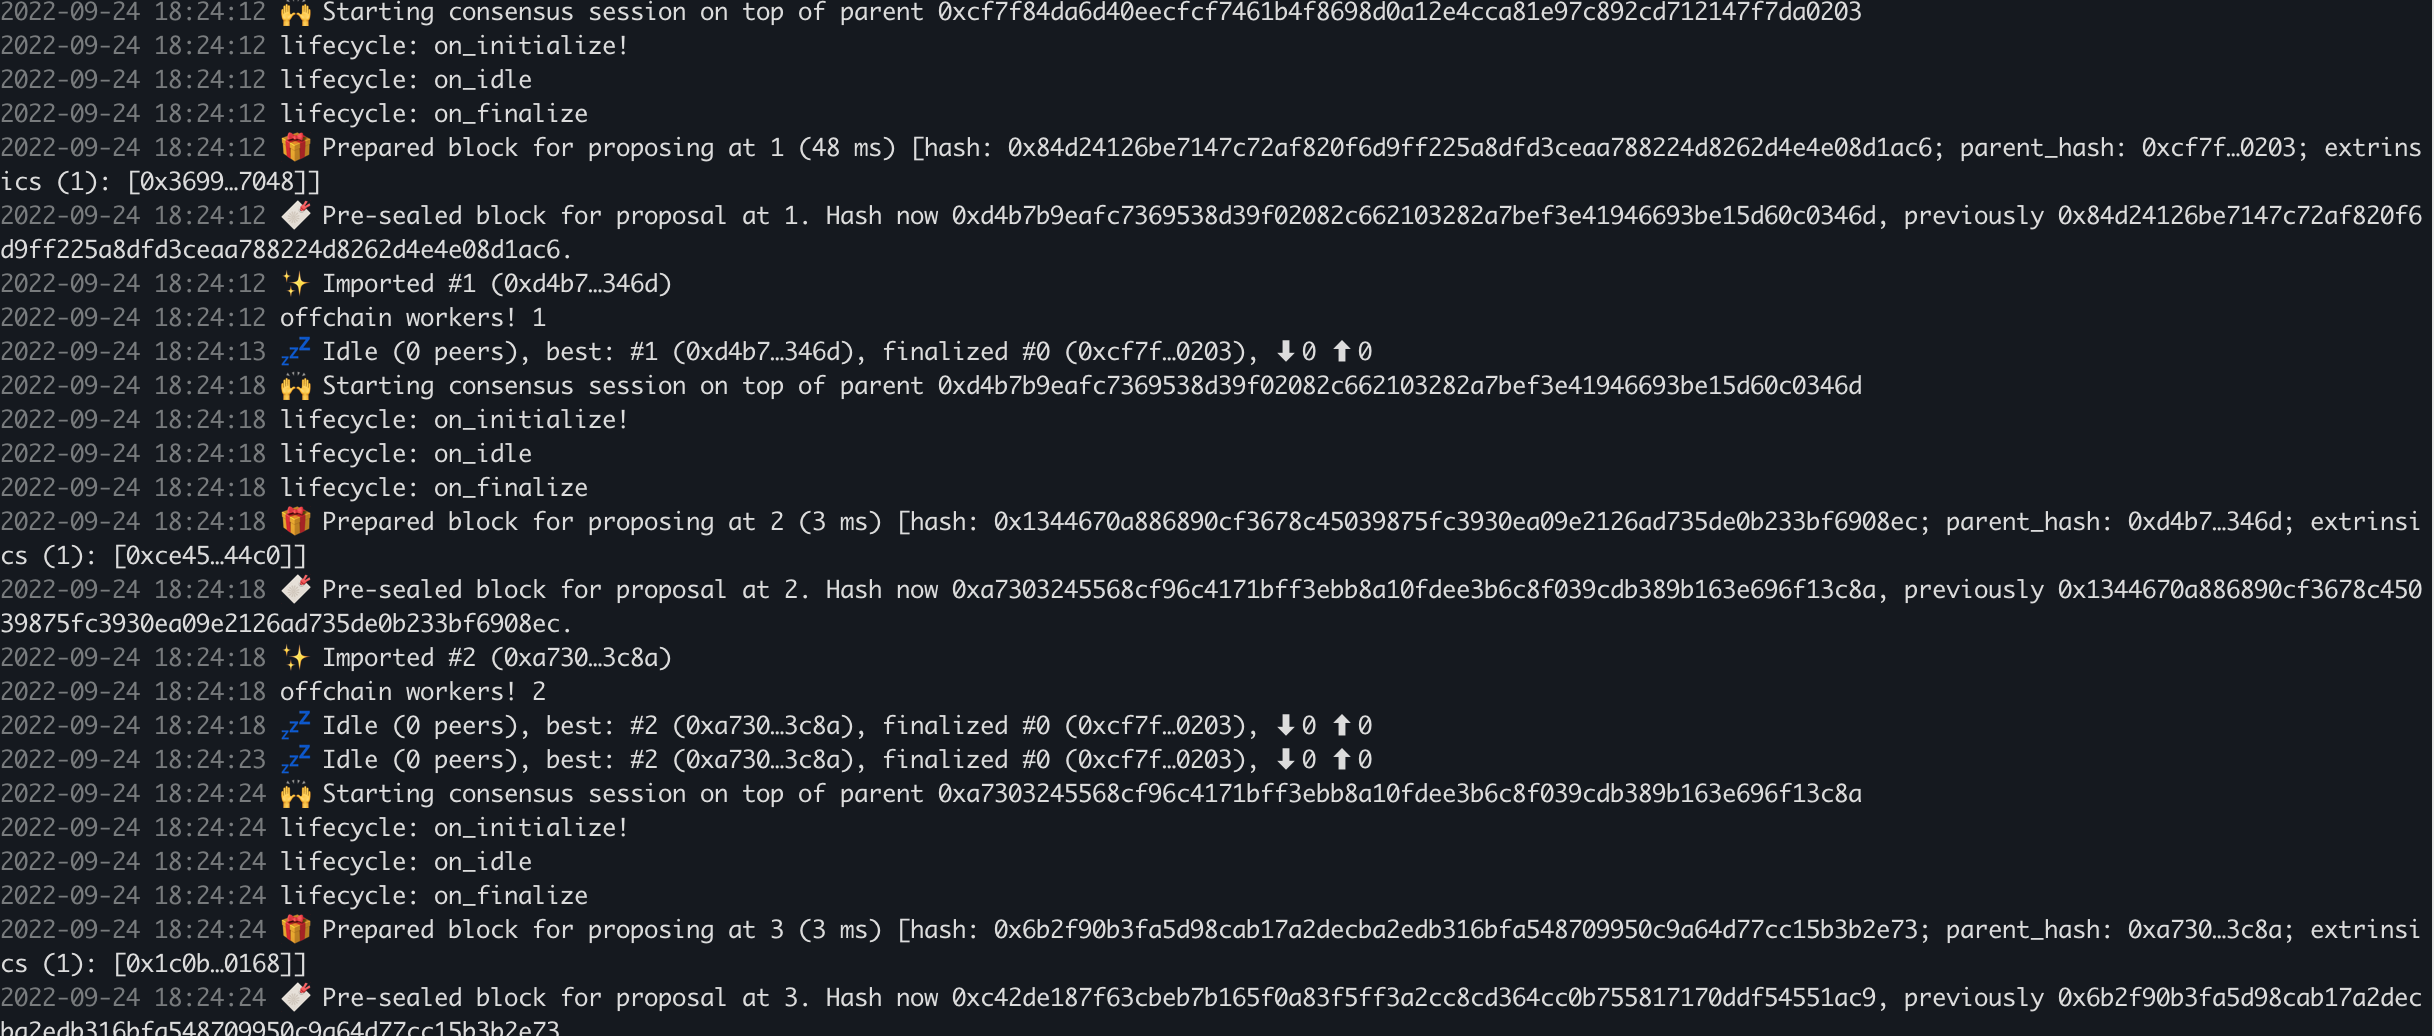 2022-09-24 18:24:12 🙌 Starting consensus session on top of parent 0xcf7f84da6d40eecfcf7461b4f8698d0a12e4cca81e97c892cd712147f7da0203
2022-09-24 18:24:12 lifecycle: on_initialize!
2022-09-24 18:24:12 lifecycle: on_idle
2022-09-24 18:24:12 lifecycle: on_finalize
2022-09-24 18:24:12 🎁 Prepared block for proposing at 1 (48 ms) [hash: 0x84d24126be7147c72af820f6d9ff225a8dfd3ceaa788224d8262d4e4e08d1ac6; parent_hash: 0xcf7f…0203; extrins
ics (1): [0x3699…7048]]
2022-09-24 18:24:12 🔖 Pre-sealed block for proposal at 1. Hash now 0xd4b7b9eafc7369538d39f02082c662103282a7bef3e41946693be15d60c0346d, previously 0x84d24126be7147c72af820f6
d9ff225a8dfd3ceaa788224d8262d4e4e08d1ac6.
2022-09-24 18:24:12 ✨ Imported #1 (0xd4b7…346d)
2022-09-24 18:24:12 offchain workers! 1
2022-09-24 18:24:13 💤 Idle (0 peers), best: #1 (0xd4b7…346d), finalized #0 (0xcf7f…0203), ⬇ 0 ⬆ 0
2022-09-24 18:24:18 🙌 Starting consensus session on top of parent 0xd4b7b9eafc7369538d39f02082c662103282a7bef3e41946693be15d60c0346d
2022-09-24 18:24:18 lifecycle: on_initialize!
2022-09-24 18:24:18 lifecycle: on_idle
2022-09-24 18:24:18 lifecycle: on_finalize
2022-09-24 18:24:18 🎁 Prepared block for proposing at 2 (3 ms) [hash: 0x1344670a886890cf3678c45039875fc3930ea09e2126ad735de0b233bf6908ec; parent_hash: 0xd4b7…346d; extrinsi
cs (1): [0xce45…44c0]]
2022-09-24 18:24:18 🔖 Pre-sealed block for proposal at 2. Hash now 0xa7303245568cf96c4171bff3ebb8a10fdee3b6c8f039cdb389b163e696f13c8a, previously 0x1344670a886890cf3678c450
39875fc3930ea09e2126ad735de0b233bf6908ec.
2022-09-24 18:24:18 ✨ Imported #2 (0xa730…3c8a)
2022-09-24 18:24:18 offchain workers! 2
2022-09-24 18:24:18 💤 Idle (0 peers), best: #2 (0xa730…3c8a), finalized #0 (0xcf7f…0203), ⬇ 0 ⬆ 0
2022-09-24 18:24:23 💤 Idle (0 peers), best: #2 (0xa730…3c8a), finalized #0 (0xcf7f…0203), ⬇ 0 ⬆ 0
2022-09-24 18:24:24 🙌 Starting consensus session on top of parent 0xa7303245568cf96c4171bff3ebb8a10fdee3b6c8f039cdb389b163e696f13c8a
2022-09-24 18:24:24 lifecycle: on_initialize!
2022-09-24 18:24:24 lifecycle: on_idle
2022-09-24 18:24:24 lifecycle: on_finalize
2022-09-24 18:24:24 🎁 Prepared block for proposing at 3 (3 ms) [hash: 0x6b2f90b3fa5d98cab17a2decba2edb316bfa548709950c9a64d77cc15b3b2e73; parent_hash: 0xa730…3c8a; extrinsi
cs (1): [0x1c0b…0168]]
2022-09-24 18:24:24 🔖 Pre-sealed block for proposal at 3. Hash now 0xc42de187f63cbeb7b165f0a83f5ff3a2cc8cd364cc0b755817170ddf54551ac9, previously 0x6b2f90b3fa5d98cab17a2dec
ba2edb316bfa548709950c9a64d77cc15b3b2e73